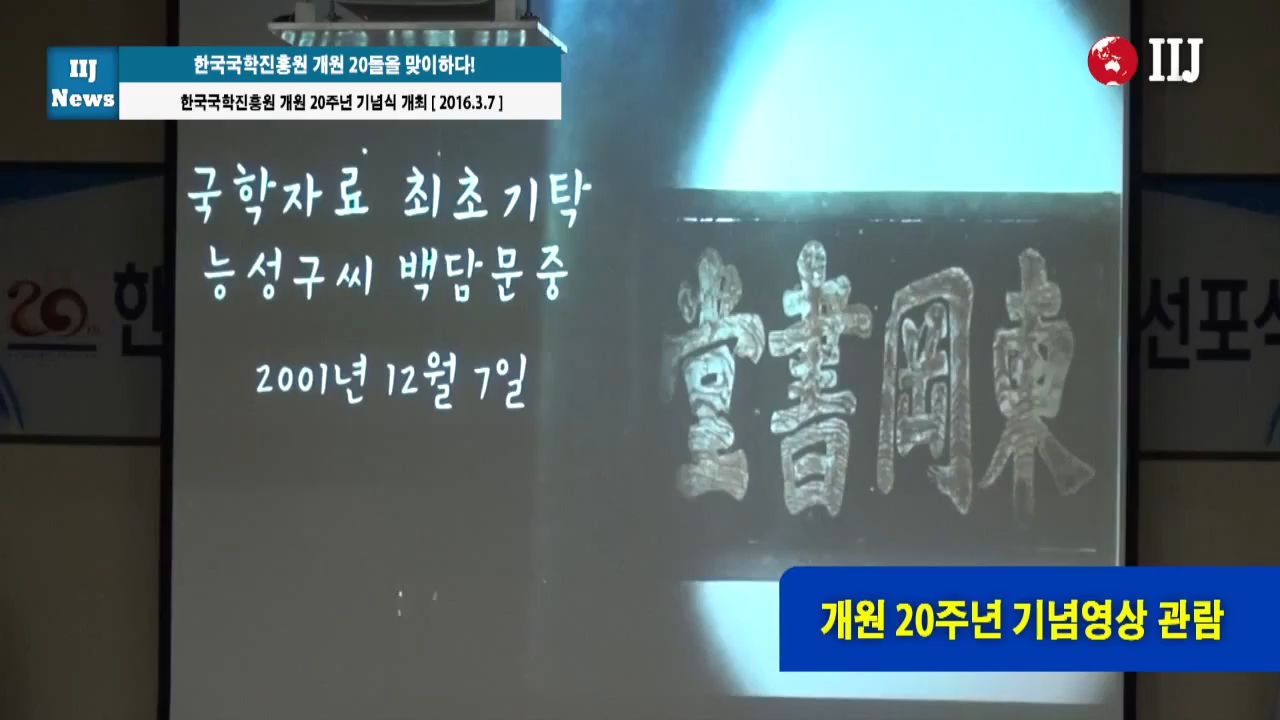 IIJ
News
한국국학진흥원 개원 20돌을 맞이하다!
한국국학진흥원 개원 20주년 기념식 개최 [ 2016.3.7 ]
IIJ
국학자료 최초기탁
능성구씨 백담문중
2001년 12월 7일
東岡書堂
20
한
선포식
개원 20주년 기념영상 관람